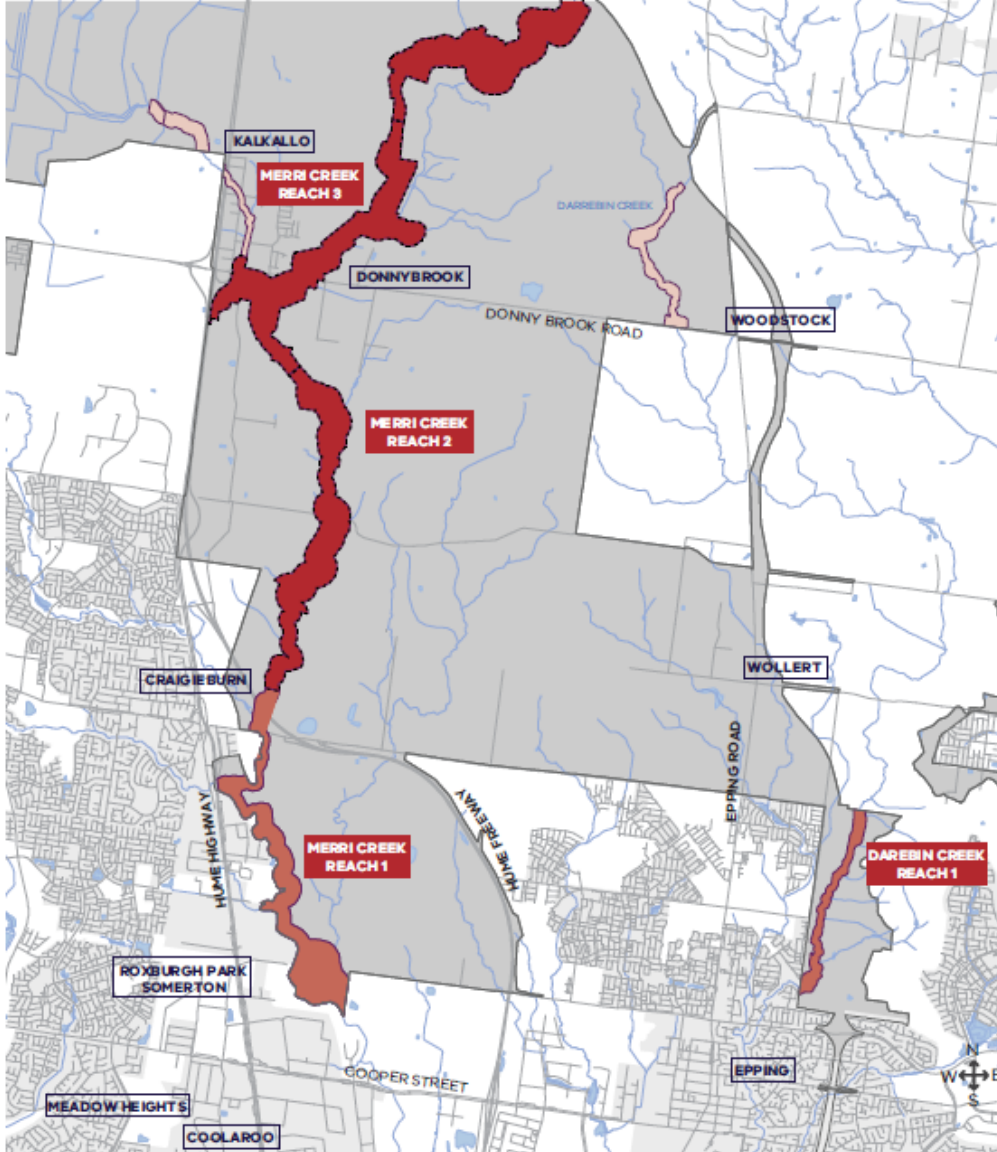 KALKALLO
MERRI CREEK
REACH 3
DARREBIN CREEK
DONNYBROOK
DONNY BROOK ROAD
WOODSTOCK
MERRI CREEK
REACH 2
CRAIGIEBURN
WOLLERT
EPPING ROAD
HUME HIGHWAY
HUME FREEWAY
MERRI CREEK
REACH 1
DAREBIN CREEK
REACH 1
ROXBURGH PARK
SOMERTON
COOPER STREET
EPPING
N
W E
S
MEADOW HEIGHTS
COOLAROO